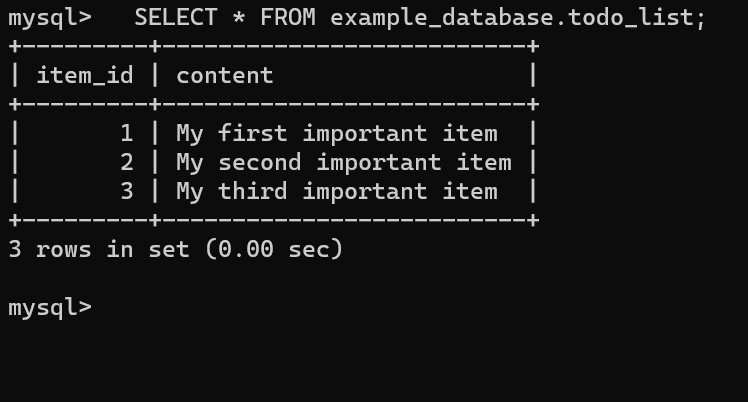 mysql>   SELECT * FROM example_database.todo_list;
+---------+-------------------------+
| item_id | content                 |
+---------+-------------------------+
|       1 | My first important item  |
|       2 | My second important item |
|       3 | My third important item  |
+---------+-------------------------+
3 rows in set (0.00 sec)
mysql>